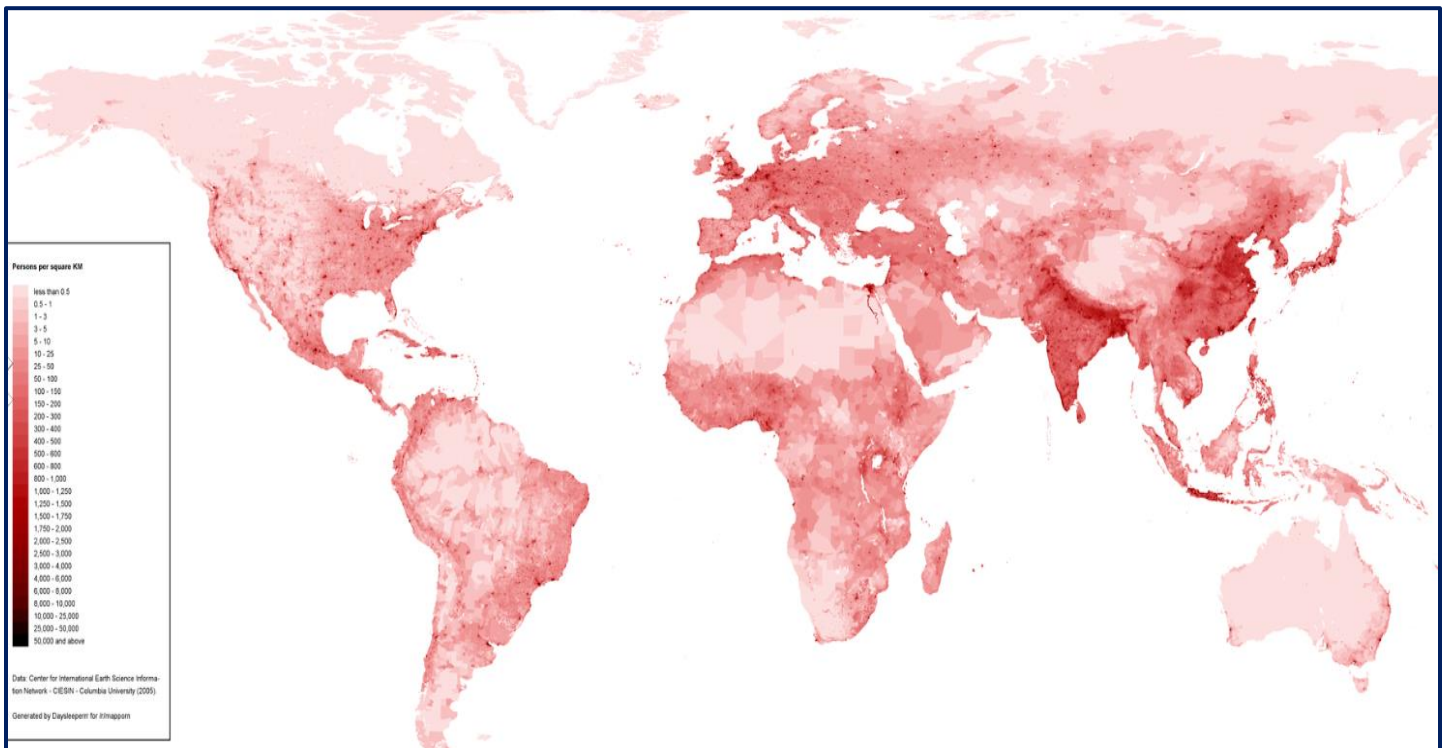 Persons per square KM
less than 0.5
0.5 - 1
1 - 3
3 - 5
5 - 10
10 - 25
25 - 50
50 - 100
100 - 150
150 - 200
200 - 300
300 - 400
400 - 500
500 - 600
600 - 800
800 - 1,000
1,000 - 1,250
1,250 - 1,500
1,500 - 1,750
1,750 - 2,000
2,000 - 2,500
2,500 - 3,000
3,000 - 4,000
4,000 - 6,000
6,000 - 8,000
8,000 - 10,000
10,000 - 25,000
25,000 - 50,000
50,000 and above
Data: Center for International Earth Science Informa-
tion Network - CIESIN - Columbia University (2005).
Generated by Daysleeperrr for /r/mapporn